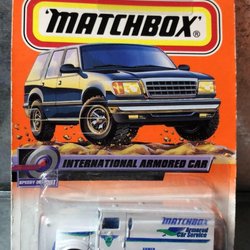 MATCHBOX®
INTERNATIONAL ARMORED CAR
MATCHBOX
Armored
Car Service